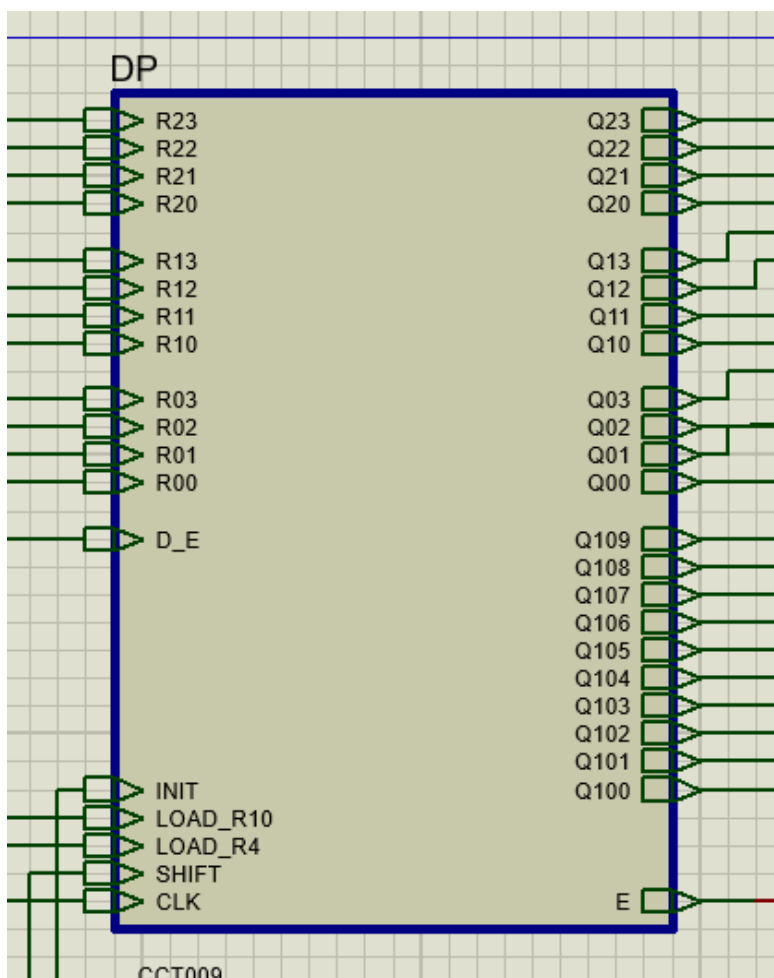 DP
R23
R22
R21
R20
R13
R12
R11
R10
R03
R02
R01
R00
D_E
INIT
LOAD_R10
LOAD_R4
SHIFT
CLK
Q23
Q22
Q21
Q20
Q13
Q12
Q11
Q10
Q03
Q02
Q01
Q00
Q109
Q108
Q107
Q106
Q105
Q104
Q103
Q102
Q101
Q100
E
CCT009